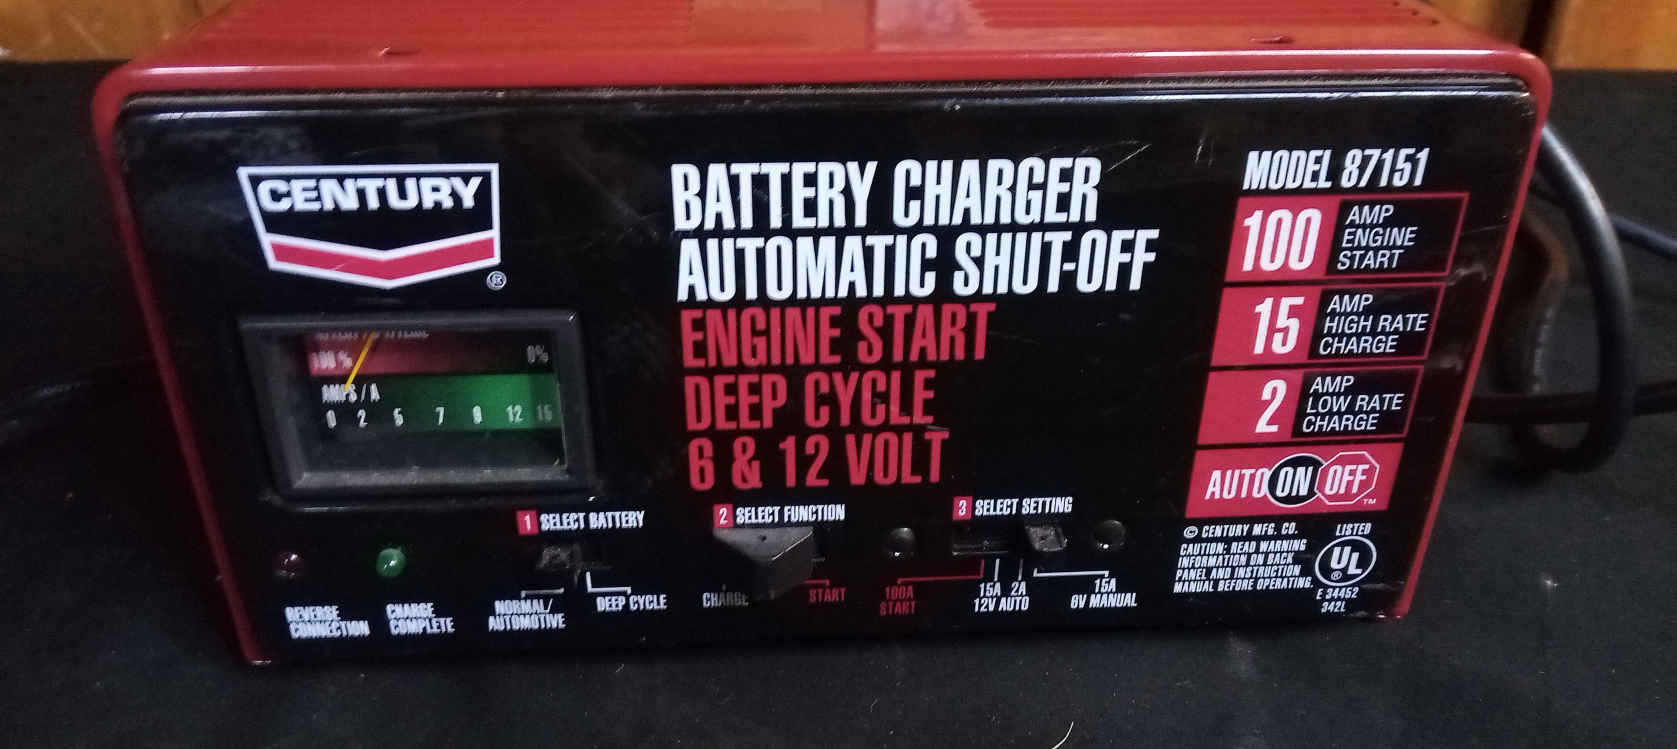 CENTURY
®
BATTERY CHARGER
AUTOMATIC SHUT-OFF
ENGINE START
DEEP CYCLE
6 & 12 VOLT
MODEL 87151
100 AMP
ENGINE
START
15 AMP
HIGH RATE
CHARGE
2 AMP
LOW RATE
CHARGE
AUTO ON OFF ™
100% 0%
AMPS / A
0 2 5 7 9 12 15
1 SELECT BATTERY
2 SELECT FUNCTION
3 SELECT SETTING
REVERSE
CONNECTION
CHARGE
COMPLETE
NORMAL/
AUTOMOTIVE
DEEP CYCLE
CHARGE
START
100A
START
15A 2A
12V AUTO
15A
6V MANUAL
© CENTURY MFG. CO.
CAUTION: READ WARNING
INFORMATION ON BACK
PANEL AND INSTRUCTION
MANUAL BEFORE OPERATING.
LISTED
UL
®
E 34452
342L